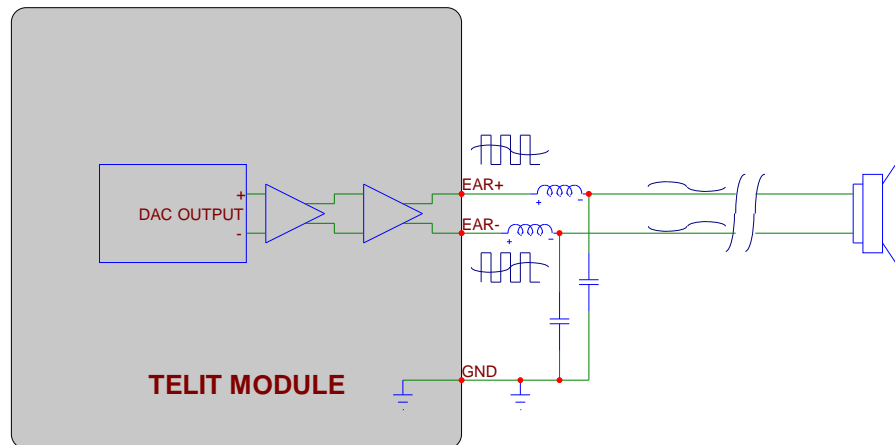 EAR+
+
-
+
DAC OUTPUT
-
EAR-
+
-
GND
TELIT MODULE